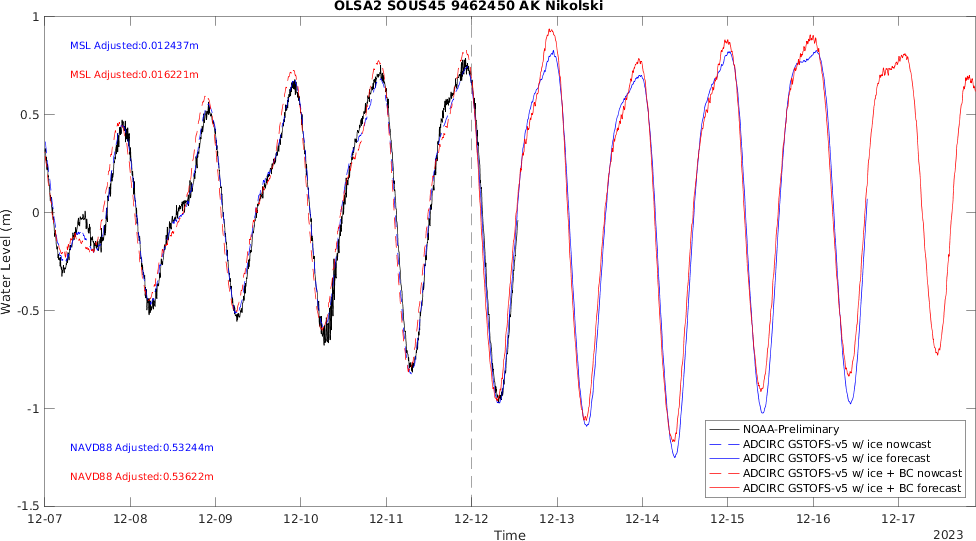 OLSA2 SOUS45 9462450 AK Nikolski
MSL Adjusted:0.012437m
MSL Adjusted:0.016221m
NAVD88 Adjusted:0.53244m
NAVD88 Adjusted:0.53622m
Water Level (m)
1
0.5
0
-0.5
-1
-1.5
NOAA-Preliminary
ADCIRC GSTOFS-v5 w/ ice nowcast
ADCIRC GSTOFS-v5 w/ ice forecast
ADCIRC GSTOFS-v5 w/ ice + BC nowcast
ADCIRC GSTOFS-v5 w/ ice + BC forecast
12-07 12-08 12-09 12-10 12-11 12-12 12-13 12-14 12-15 12-16 12-17
Time
2023